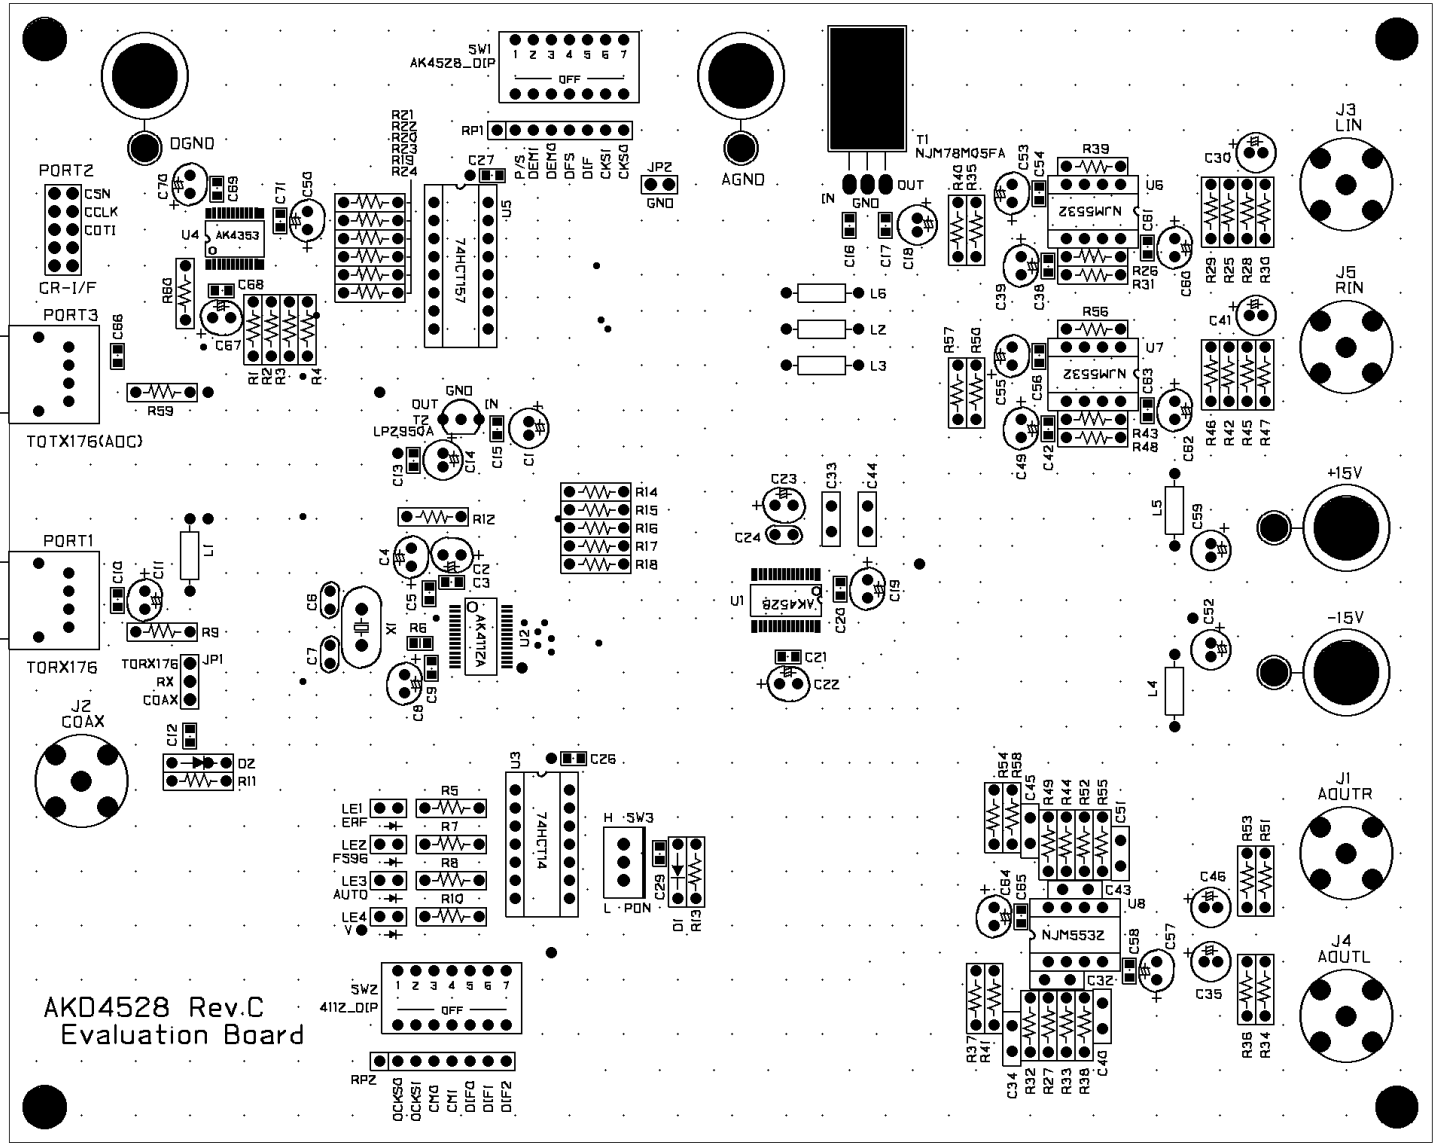 SW1
AK4528_DIP
1 2 3 4 5 6 7
OFF
RP1
P/S
DEM1
DEM0
DFS
DIF
CKS1
CKS0
R21
R22
R20
R23
R19
R24
C27
JP2
GND
DGND
AGND
T1
NJM78M05FA
IN
GND
OUT
C16
C17
C18
PORT2
CSN
CCLK
CDTI
CR-I/F
C70
C69
C71
C50
U4
AK4353
U5
74HCT157
R60
C68
C67
R1
R2
R3
R4
PORT3
C66
R59
TOTX176(ADC)
L6
L2
L3
R40
R35
C53
C54
R39
U6
NJM5532
C61
C60
C39
C38
R26
R31
C30
R29
R25
R28
R30
J3
LIN
J5
RIN
R57
R50
C55
C56
R56
U7
NJM5532
C63
C62
C49
C42
R43
R48
C41
R46
R42
R45
R47
GND
OUT
IN
T2
LP2950A
C13
C14
C15
C1
R14
R15
R16
R17
R18
R12
C4
C2
C3
C5
C6
C7
X1
R6
AK4112A
U2
C8
C9
C23
C24
C33
C44
U1
AK4528
C20
C19
C21
C22
+15V
L5
C59
-15V
L4
C52
PORT1
L1
C10
C11
R9
TORX176
TORX176
JP1
RX
COAX
J2
COAX
C12
D2
R11
U3
74HCT14
C26
LE1
ERF
LE2
FS96
LE3
AUTO
LE4
V
R5
R7
R8
R10
H SW3
L PDN
C29
D1
R13
R54
R58
C45
R49
R44
R52
R55
C51
C43
C64
C65
U8
NJM5532
C58
C57
C32
R37
R41
C34
R32
R27
R33
R38
C40
C46
C35
R53
R51
R36
R34
J1
AOUTR
J4
AOUTL
SW2
4112_DIP
1 2 3 4 5 6 7
OFF
RP2
OCKS0
OCKS1
CM0
CM1
DIF0
DIF1
DIF2
AKD4528 Rev.C
Evaluation Board